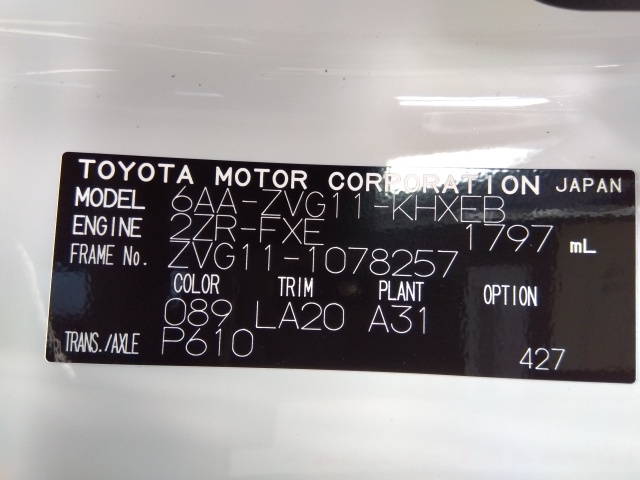 TOYOTA MOTOR CORPORATION JAPAN
MODEL 6AA-ZVG11-KHXEB
ENGINE 2ZR-FXE 1797 mL
FRAME No. ZVG11-1078257
COLOR TRIM PLANT OPTION
089 LA20 A31
TRANS./AXLE P610 427